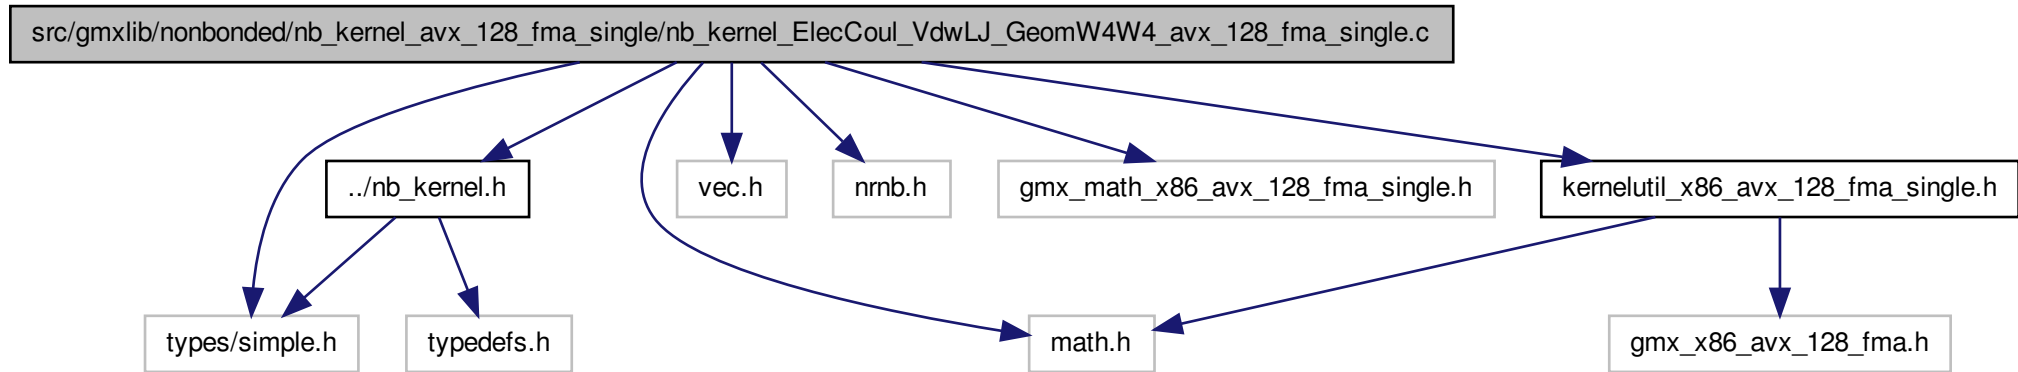 src/gmxlib/nonbonded/nb_kernel_avx_128_fma_single/nb_kernel_ElecCoul_VdwLJ_GeomW4W4_avx_128_fma_single.c
../nb_kernel.h
vec.h
nrnb.h
gmx_math_x86_avx_128_fma_single.h
kernelutil_x86_avx_128_fma_single.h
types/simple.h
typedefs.h
math.h
gmx_x86_avx_128_fma.h